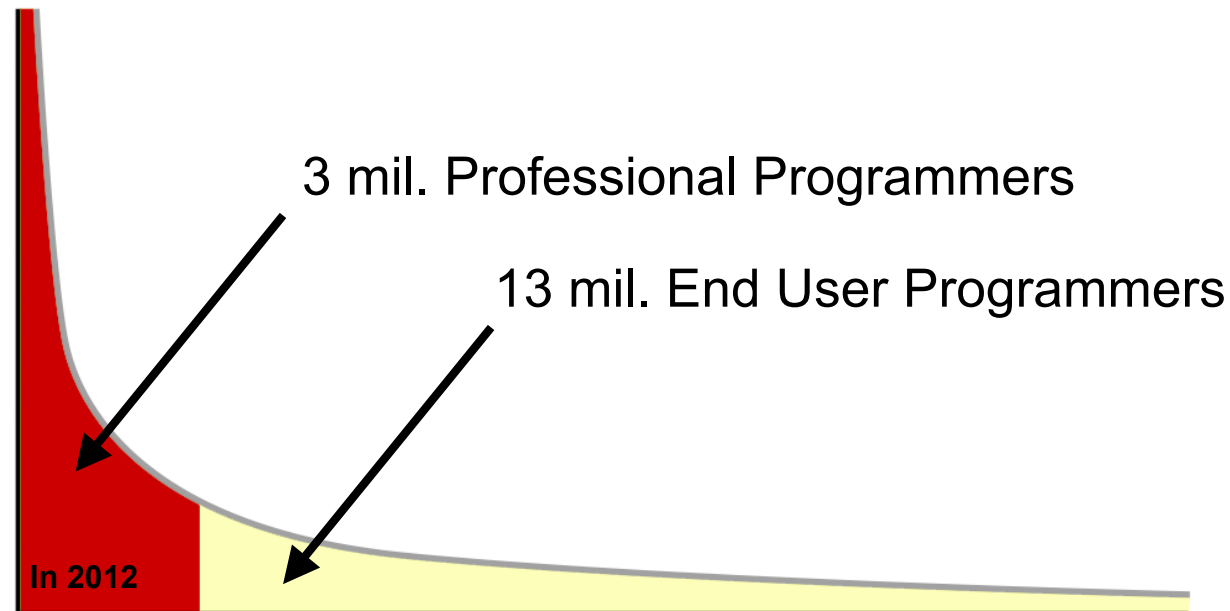 3 mil. Professional Programmers
13 mil. End User Programmers
In 2012